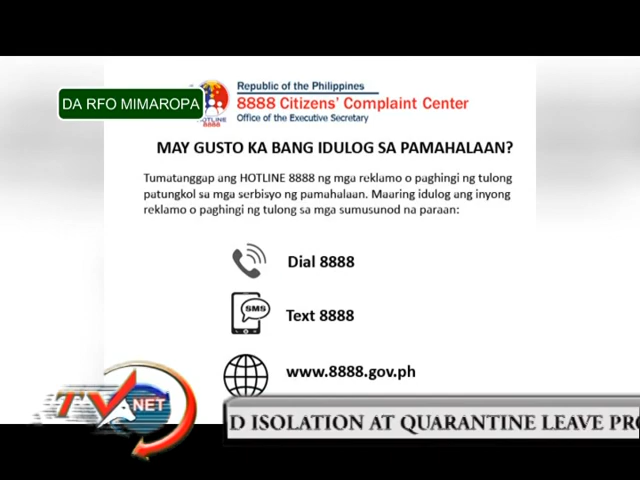 DA RFO MIMAROPA
HOTLINE
8888
Republic of the Philippines
8888 Citizens' Complaint Center
Office of the Executive Secretary
MAY GUSTO KA BANG IDULOG SA PAMAHALAAN?
Tumatanggap ang HOTLINE 8888 ng mga reklamo o paghingi ng tulong
patungkol sa mga serbisyo ng pamahalaan. Maaring idulog ang inyong
reklamo o paghingi ng tulong sa mga sumusunod na paraan:
Dial 8888
SMS
Text 8888
www.8888.gov.ph
TV NET
D ISOLATION AT QUARANTINE LEAVE PRO